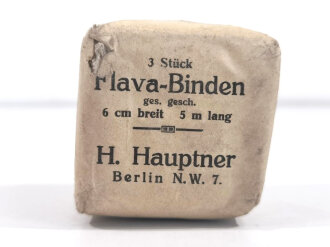 3 Stück
Flava-Binden
ges. gesch.
6 cm breit 5 m lang
H. Hauptner
Berlin N.W. 7.